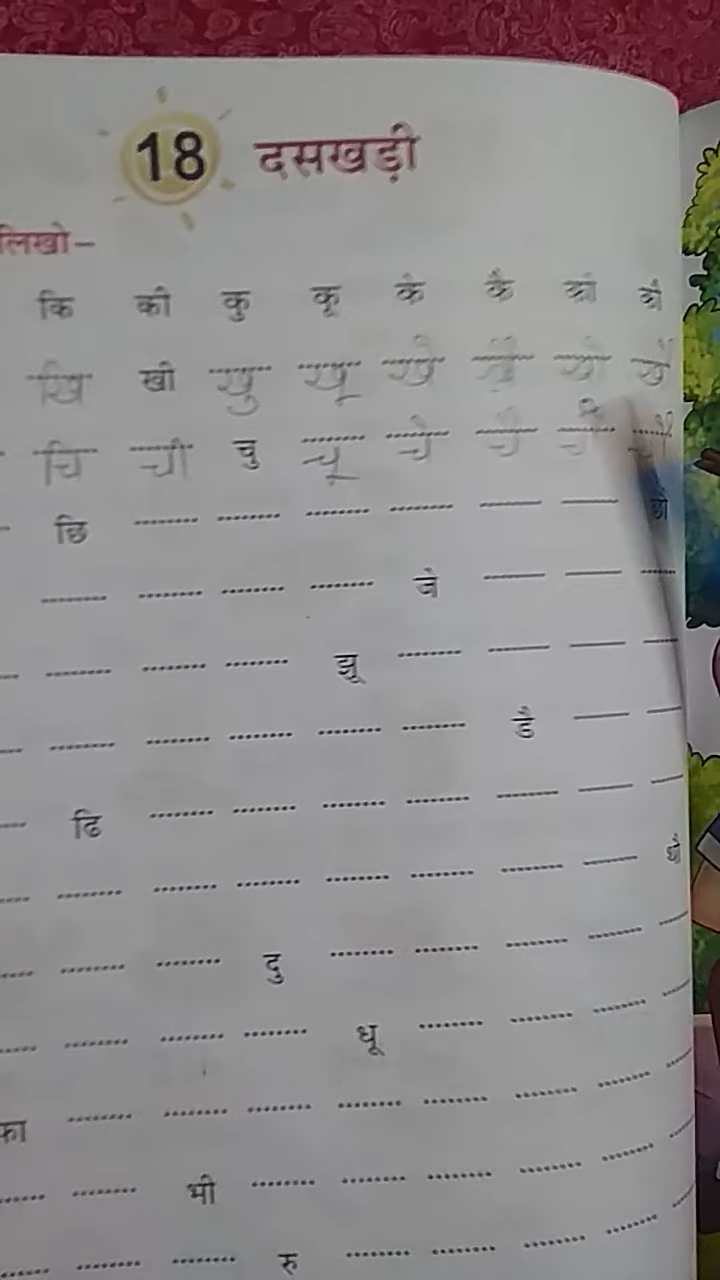 18 दसखड़ी
लिखो–
कि की कु कू के कै को कौ
खि खी खु खू खे खै खो खौ
चि ची चु चू चे चै चो
छि छौ
जे
झू
डै
ढि
थौ
दु
धू
फा
भी
रु